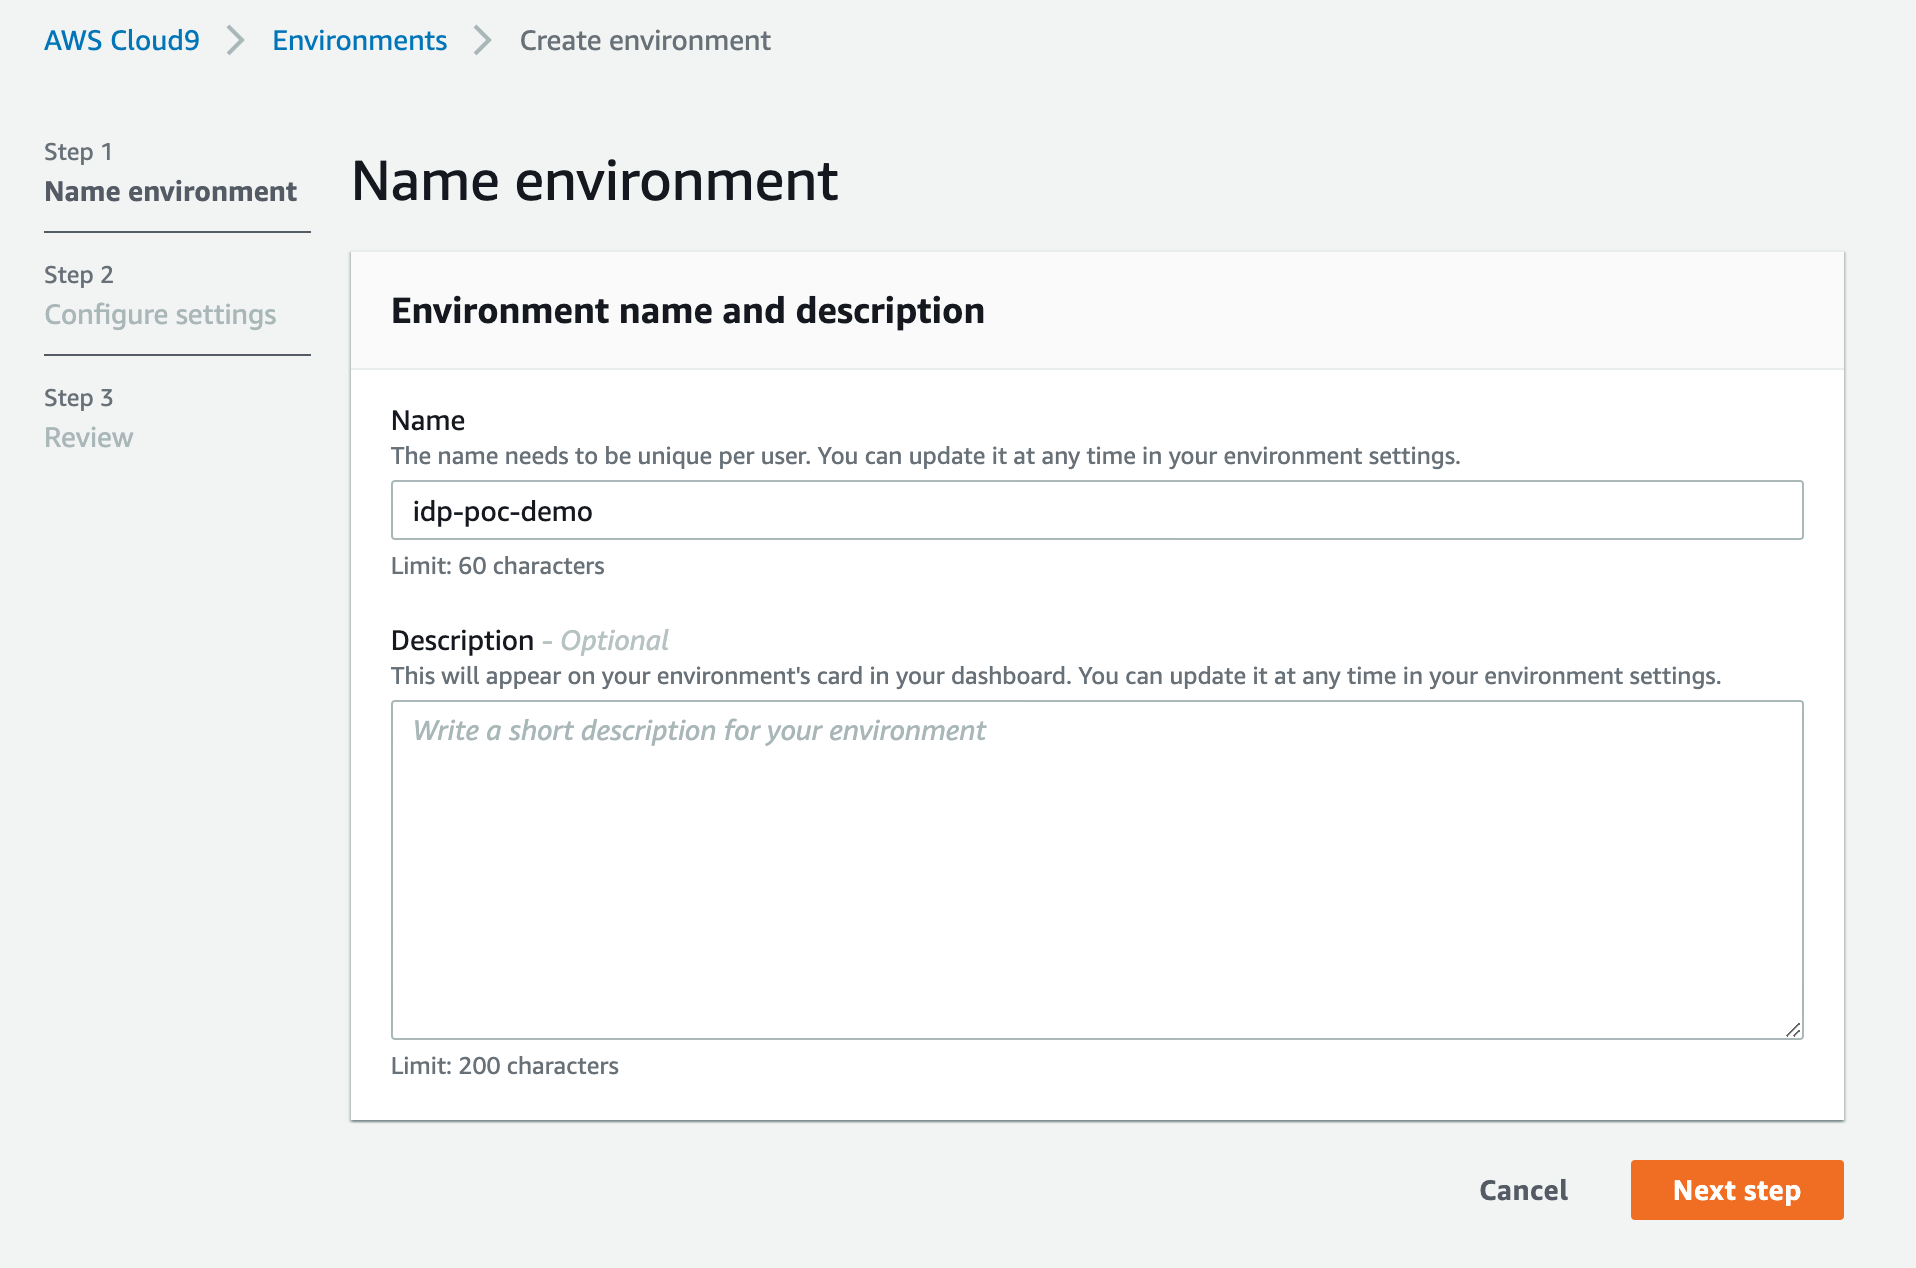 AWS Cloud9 > Environments > Create environment
Step 1
Name environment
Step 2
Configure settings
Step 3
Review
Name environment
Environment name and description
Name
The name needs to be unique per user. You can update it at any time in your environment settings.
idp-poc-demo
Limit: 60 characters
Description - Optional
This will appear on your environment's card in your dashboard. You can update it at any time in your environment settings.
Write a short description for your environment
Limit: 200 characters
Cancel Next step